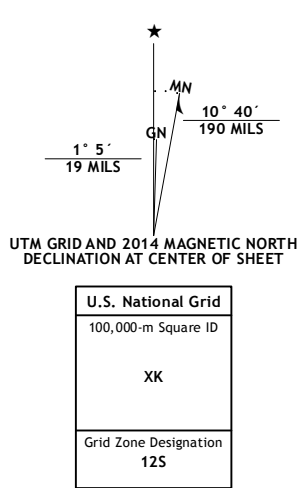 ★
MN
GN
10° 40´
190 MILS
1° 5´
19 MILS
UTM GRID AND 2014 MAGNETIC NORTH
DECLINATION AT CENTER OF SHEET
U.S. National Grid
100,000-m Square ID
XK
Grid Zone Designation
12S